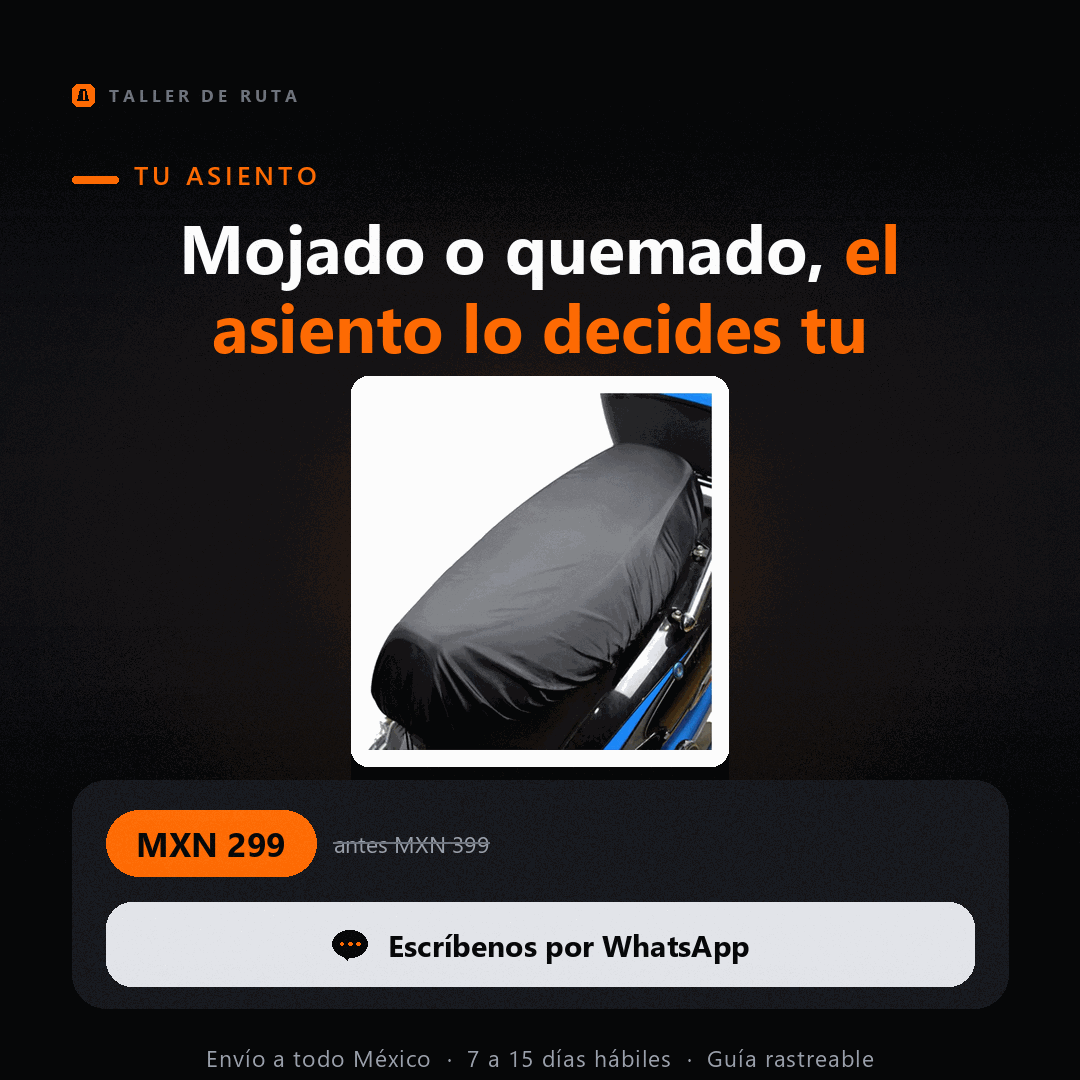 TALLER DE RUTA
TU ASIENTO
Mojado o quemado, el
asiento lo decides tu
MXN 299
antes MXN 399
Escríbenos por WhatsApp
Envío a todo México · 7 a 15 días hábiles · Guía rastreable